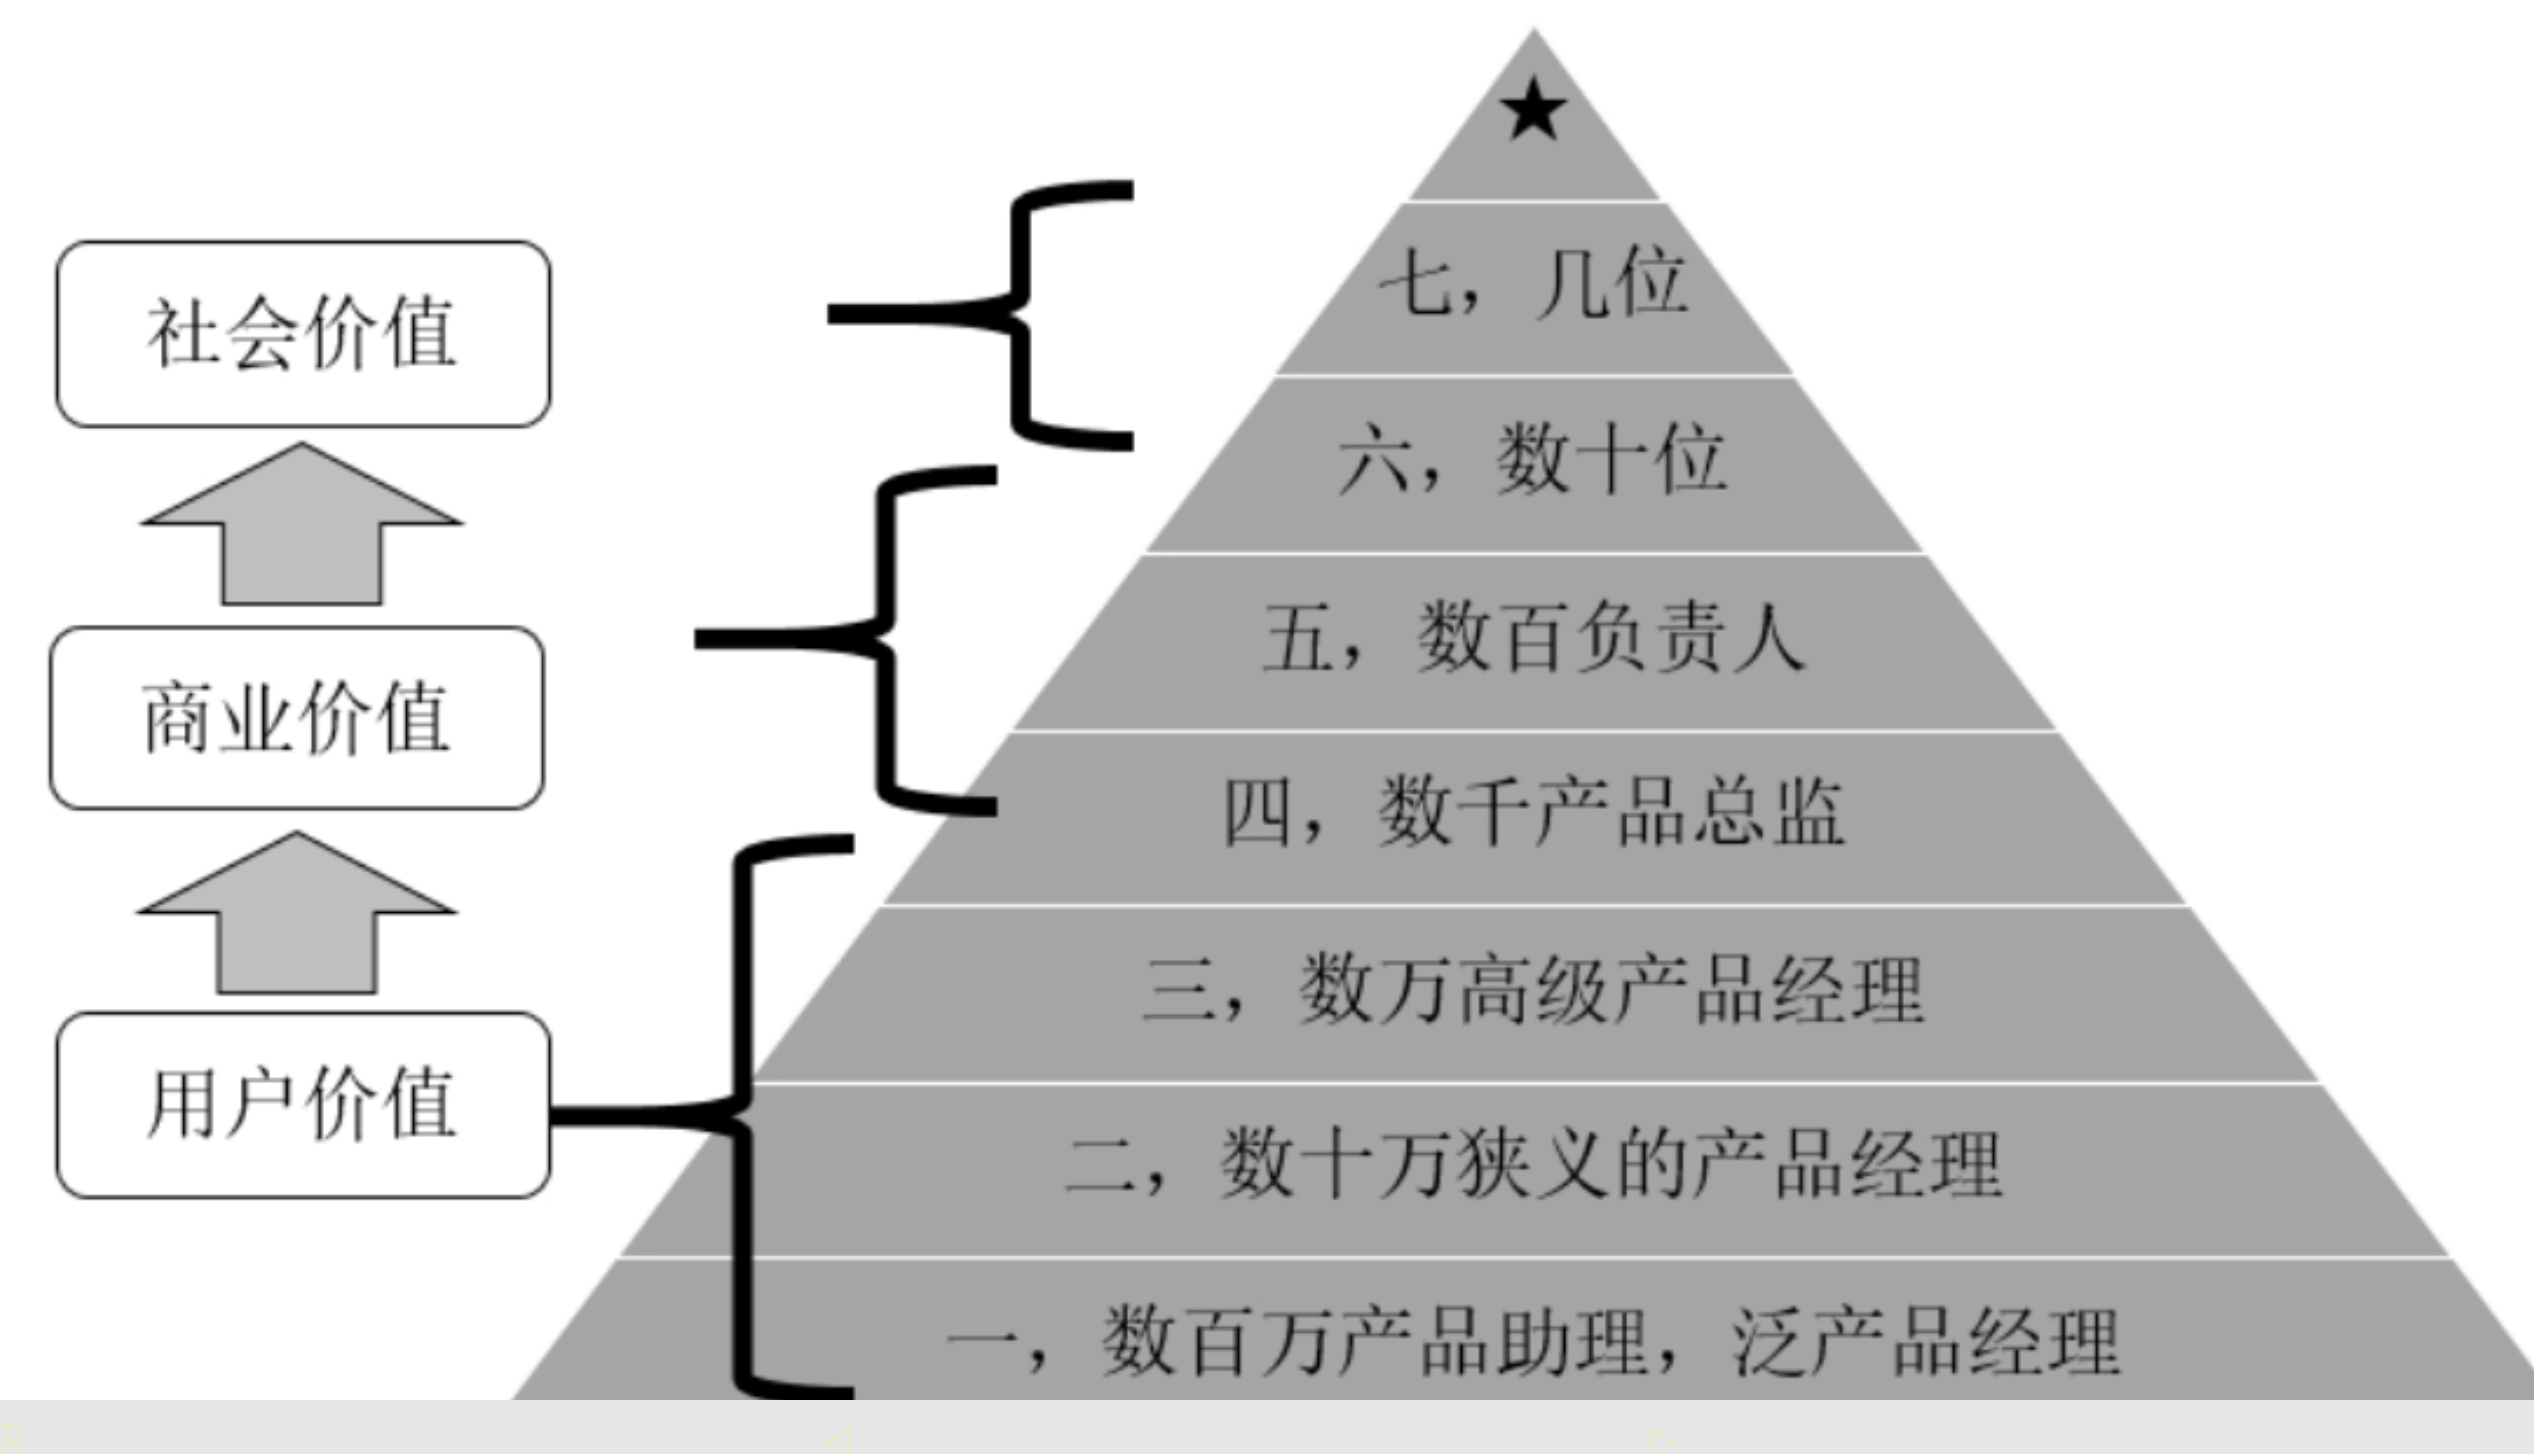 ★
七，几位
社会价值
六，数十位
五，数百负责人
商业价值
四，数千产品总监
三，数万高级产品经理
用户价值
二，数十万狭义的产品经理
一，数百万产品助理，泛产品经理